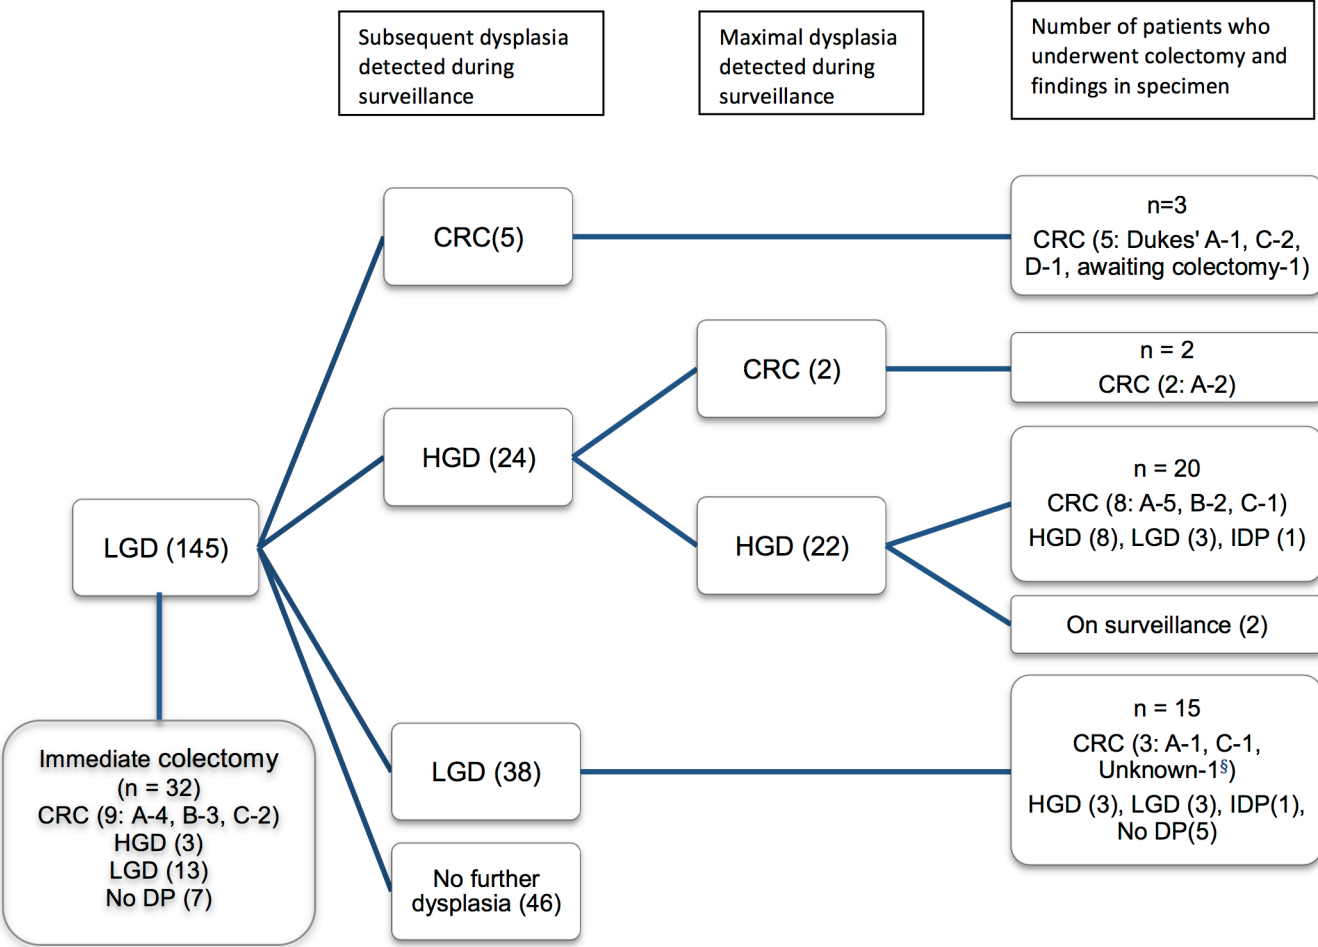 Subsequent dysplasia
detected during
surveillance
Maximal dysplasia
detected during
surveillance
Number of patients who
underwent colectomy and
findings in specimen
CRC(5)
n=3
CRC (5: Dukes' A-1, C-2,
D-1, awaiting colectomy-1)
CRC (2)
n = 2
CRC (2: A-2)
HGD (24)
n = 20
CRC (8: A-5, B-2, C-1)
HGD (8), LGD (3), IDP (1)
LGD (145)
HGD (22)
On surveillance (2)
Immediate colectomy
(n = 32)
CRC (9: A-4, B-3, C-2)
HGD (3)
LGD (13)
No DP (7)
LGD (38)
n = 15
CRC (3: A-1, C-1,
Unknown-1§)
HGD (3), LGD (3), IDP(1),
No DP(5)
No further
dysplasia (46)